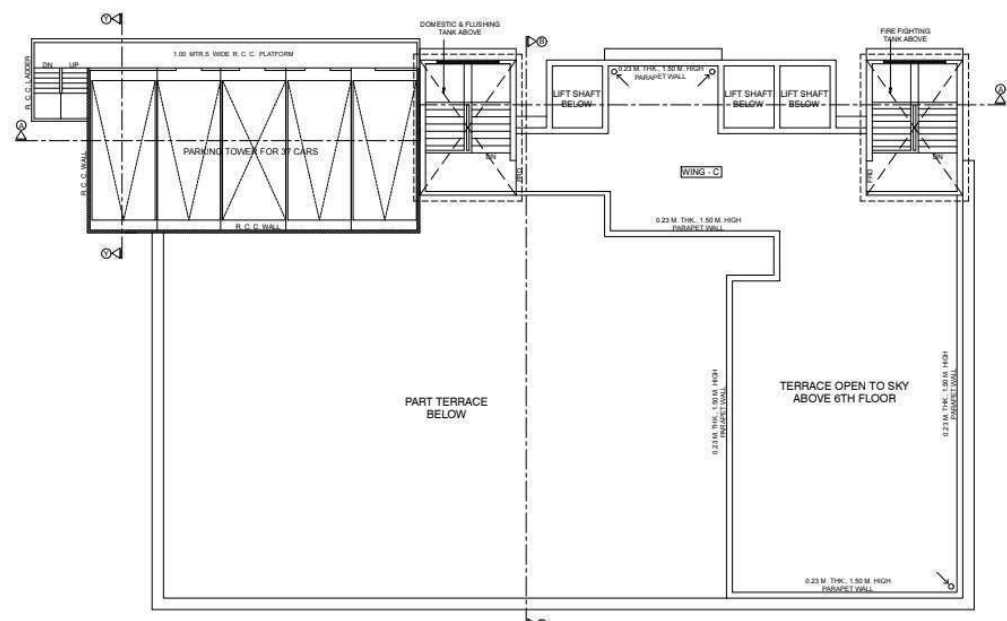 Y
DOMESTIC & FLUSHING
TANK ABOVE
FIRE FIGHTING
TANK ABOVE
B
1.00 MTR.S WIDE R. C. C. PLATFORM
DN UP
R. C. C. LADDER
0.23 M. THK., 1.50 M. HIGH
PARAPET WALL
LIFT SHAFT
BELOW
LIFT SHAFT
BELOW
LIFT SHAFT
BELOW
A
A
PARKING TOWER FOR 37 CARS
R. C. C. WALL
DN
DN
FRD
FRD
WING - C
R. C. C. WALL
0.23 M. THK., 1.50 M. HIGH
PARAPET WALL
Y
0.23 M. THK., 1.50 M. HIGH
PARAPET WALL
0.23 M. THK., 1.50 M. HIGH
PARAPET WALL
TERRACE OPEN TO SKY
ABOVE 6TH FLOOR
PART TERRACE
BELOW
0.23 M. THK., 1.50 M. HIGH
PARAPET WALL